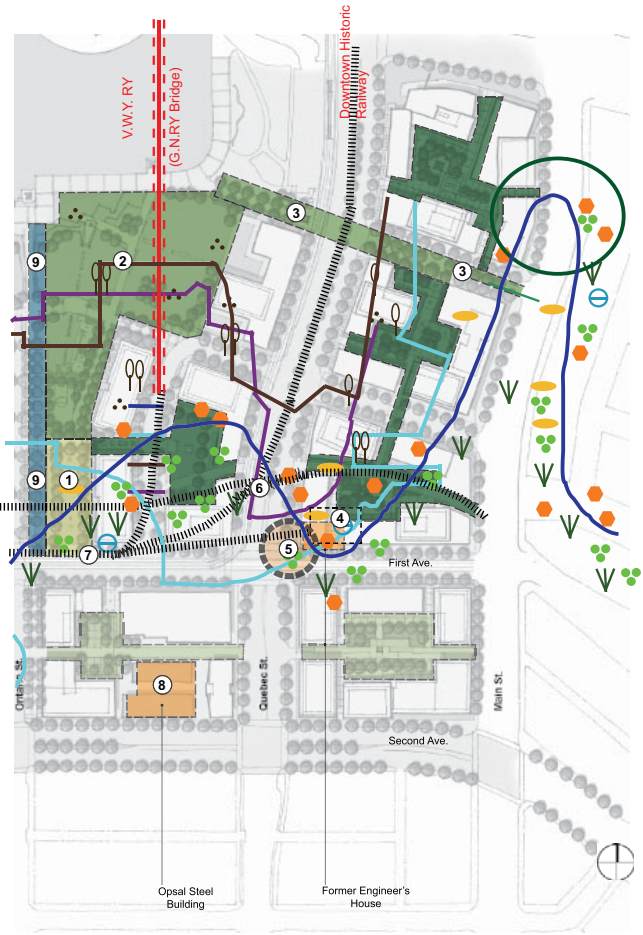 V.W.Y. RY
(G.N.RY Bridge)
Downtown Historic
Railway
3
9
2
3
9
1
6
4
7
5
First Ave.
8
Ontario St.
Quebec St.
Main St.
Second Ave.
Opsal Steel
Building
Former Engineer's
House